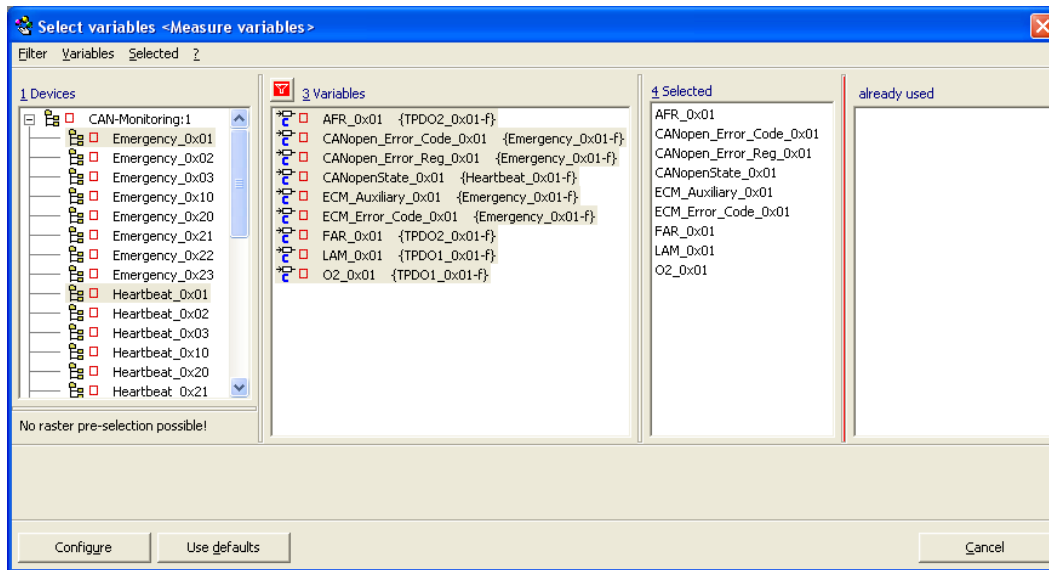 Select variables <Measure variables>
Filter Variables Selected ?
1 Devices
CAN-Monitoring:1
Emergency_0x01
Emergency_0x02
Emergency_0x03
Emergency_0x10
Emergency_0x20
Emergency_0x21
Emergency_0x22
Emergency_0x23
Heartbeat_0x01
Heartbeat_0x02
Heartbeat_0x03
Heartbeat_0x10
Heartbeat_0x20
Heartbeat_0x21
No raster pre-selection possible!
3 Variables
AFR_0x01 {TPDO2_0x01-f}
CANopen_Error_Code_0x01 {Emergency_0x01-f}
CANopen_Error_Reg_0x01 {Emergency_0x01-f}
CANopenState_0x01 {Heartbeat_0x01-f}
ECM_Auxiliary_0x01 {Emergency_0x01-f}
ECM_Error_Code_0x01 {Emergency_0x01-f}
FAR_0x01 {TPDO2_0x01-f}
LAM_0x01 {TPDO1_0x01-f}
O2_0x01 {TPDO1_0x01-f}
4 Selected
AFR_0x01
CANopen_Error_Code_0x01
CANopen_Error_Reg_0x01
CANopenState_0x01
ECM_Auxiliary_0x01
ECM_Error_Code_0x01
FAR_0x01
LAM_0x01
O2_0x01
already used
Configure
Use defaults
Cancel